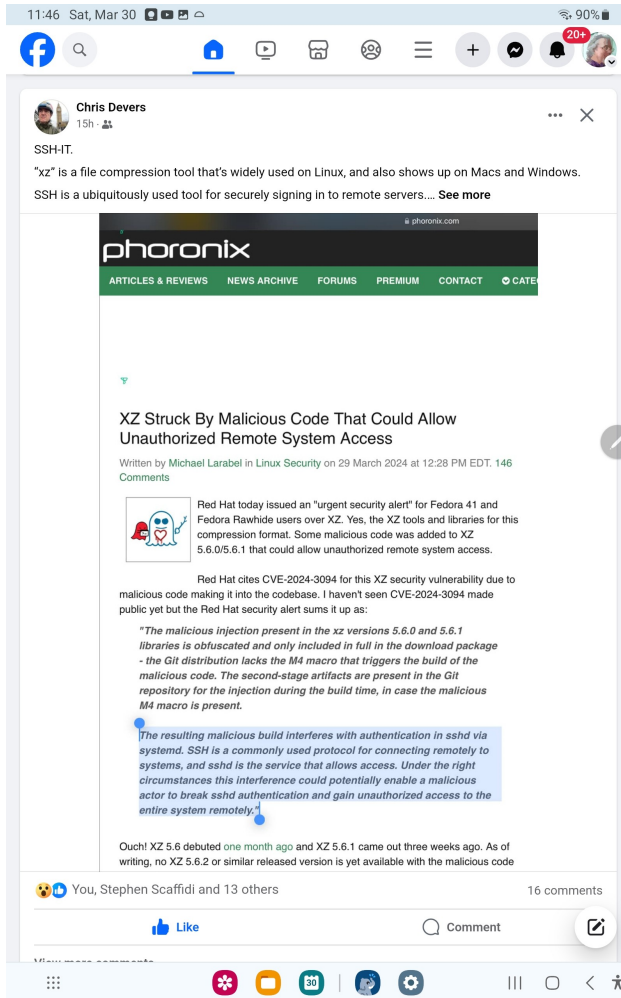 11:46 Sat, Mar 30
90%
20+
Chris Devers
15h ·
SSH-IT.
“xz” is a file compression tool that’s widely used on Linux, and also shows up on Macs and Windows.
SSH is a ubiquitously used tool for securely signing in to remote servers.... See more
phoronix.com
phoronix
ARTICLES & REVIEWS NEWS ARCHIVE FORUMS PREMIUM CONTACT CATE
XZ Struck By Malicious Code That Could Allow
Unauthorized Remote System Access
Written by Michael Larabel in Linux Security on 29 March 2024 at 12:28 PM EDT. 146
Comments
Red Hat today issued an "urgent security alert" for Fedora 41 and
Fedora Rawhide users over XZ. Yes, the XZ tools and libraries for this
compression format. Some malicious code was added to XZ
5.6.0/5.6.1 that could allow unauthorized remote system access.
Red Hat cites CVE-2024-3094 for this XZ security vulnerability due to
malicious code making it into the codebase. I haven't seen CVE-2024-3094 made
public yet but the Red Hat security alert sums it up as:
"The malicious injection present in the xz versions 5.6.0 and 5.6.1
libraries is obfuscated and only included in full in the download package
- the Git distribution lacks the M4 macro that triggers the build of the
malicious code. The second-stage artifacts are present in the Git
repository for the injection during the build time, in case the malicious
M4 macro is present.
The resulting malicious build interferes with authentication in sshd via
systemd. SSH is a commonly used protocol for connecting remotely to
systems, and sshd is the service that allows access. Under the right
circumstances this interference could potentially enable a malicious
actor to break sshd authentication and gain unauthorized access to the
entire system remotely."
Ouch! XZ 5.6 debuted one month ago and XZ 5.6.1 came out three weeks ago. As of
writing, no XZ 5.6.2 or similar released version is yet available with the malicious code
You, Stephen Scaffidi and 13 others
16 comments
Like
Comment
View more comments
30